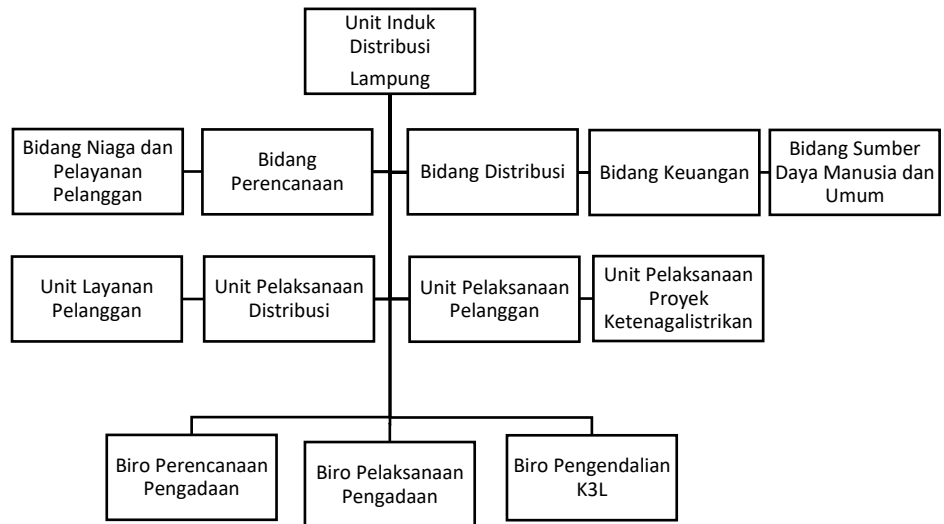 Unit Induk
Distribusi
Lampung
Bidang Niaga dan
Pelayanan
Pelanggan
Bidang
Perencanaan
Bidang Distribusi
Bidang Keuangan
Bidang Sumber
Daya Manusia dan
Umum
Unit Layanan
Pelanggan
Unit Pelaksanaan
Distribusi
Unit Pelaksanaan
Pelanggan
Unit Pelaksanaan
Proyek
Ketenagalistrikan
Biro Perencanaan
Pengadaan
Biro Pelaksanaan
Pengadaan
Biro Pengendalian
K3L